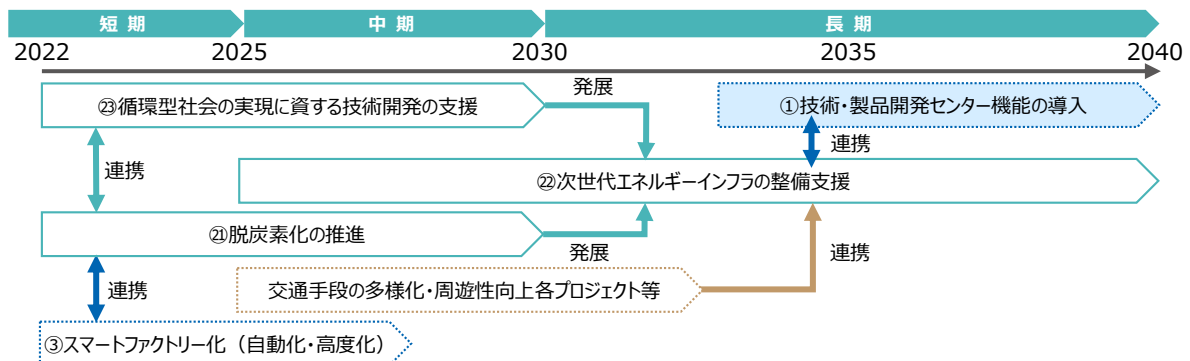 短期
中期
長期
2022
2025
2030
2035
2040
㉓循環型社会の実現に資する技術開発の支援
発展
①技術・製品開発センター機能の導入
連携
連携
㉒次世代エネルギーインフラの整備支援
㉑脱炭素化の推進
発展
連携
連携
交通手段の多様化・周遊性向上各プロジェクト等
③スマートファクトリー化（自動化・高度化）